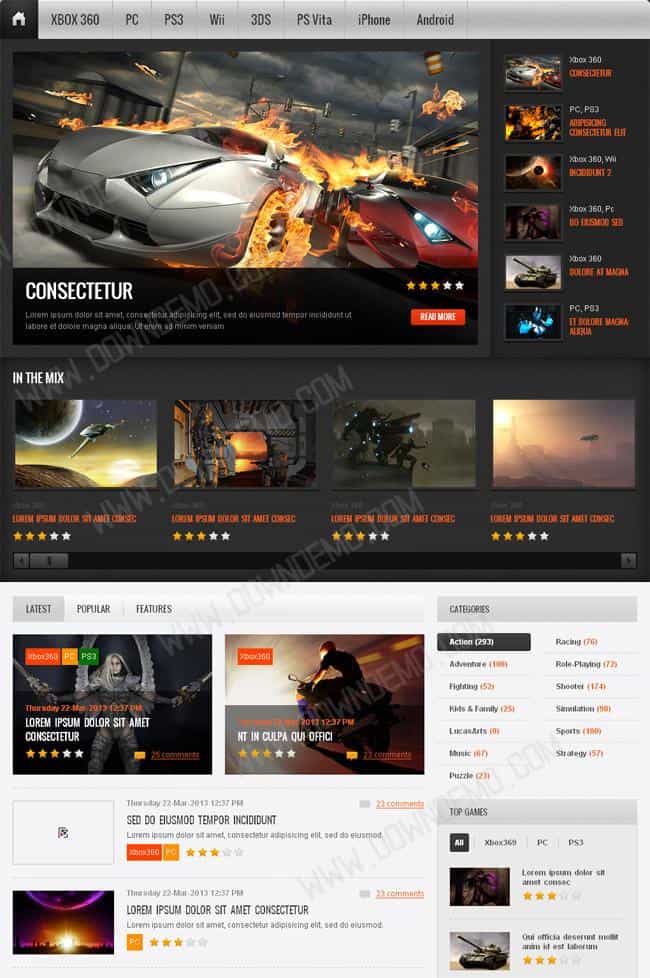 XBOX 360 PC PS3 Wii 3DS PS Vita iPhone Android
CONSECTETUR
Lorem ipsum dolor sit amet, consectetur adipisicing elit, sed do eiusmod tempor incididunt ut
labore et dolore magna aliqua. Ut enim ad minim veniam
READ MORE
Xbox 360
CONSECTETUR
PC, PS3
ADIPISICING
CONSECTETUR ELIT
Xbox 360, Wii
INCIDIDUNT 2
Xbox 360, Pc
DO EIUSMOD SED
Xbox 360
DOLORE AT MAGNA
PC, PS3
ET DOLORE MAGNA
ALIQUA
IN THE MIX
Xbox 360
LOREM IPSUM DOLOR SIT AMET CONSEC
LOREM IPSUM DOLOR SIT AMET CONSEC
LOREM IPSUM DOLOR SIT AMET CONSEC
LOREM IPSUM DOLOR SIT AMET CONSEC
LATEST POPULAR FEATURES
Xbox360 PC PS3
Thursday 22-Mar-2013 12:37 PM
LOREM IPSUM DOLOR SIT AMET
CONSECTETUR
25 comments
Xbox360
Thursday 22-Mar-2013 12:37 PM
NT IN CULPA QUI OFFICI
23 comments
Thursday 22-Mar-2013 12:37 PM
23 comments
SED DO EIUSMOD TEMPOR INCIDIDUNT
Lorem ipsum dolor sit amet, consectetur adipisicing elit, sed do eiusmod.
Xbox360 PC
Thursday 22-Mar-2013 12:37 PM
23 comments
LOREM IPSUM DOLOR SIT AMET CONSECTETUR
Lorem ipsum dolor sit amet, consectetur adipisicing elit, sed do eiusmod.
PC
CATEGORIES
Action (293) Racing (76)
Adventure (180) Role-Playing (72)
Fighting (52) Shooter (174)
Kids & Family (25) Simulation (90)
LucasArts (0) Sports (180)
Music (67) Strategy (57)
Puzzle (23)
TOP GAMES
All Xbox369 PC PS3
Lorem ipsum dolor sit
amet consec
Qui officia deserunt mollit
anim id est laborum
WWW.DOWNDEMO.COM